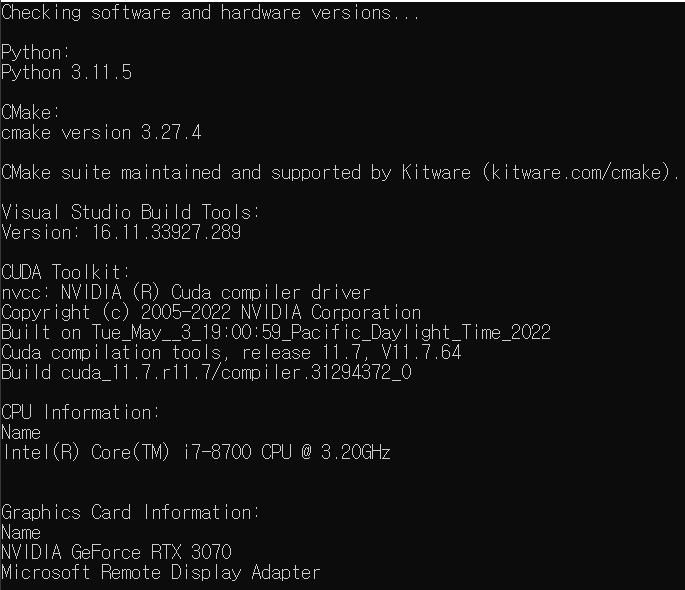 Checking software and hardware versions...
Python:
Python 3.11.5
CMake:
cmake version 3.27.4
CMake suite maintained and supported by Kitware (kitware.com/cmake).
Visual Studio Build Tools:
Version: 16.11.33927.289
CUDA Toolkit:
nvcc: NVIDIA (R) Cuda compiler driver
Copyright (c) 2005-2022 NVIDIA Corporation
Built on Tue_May__3_19:00:59_Pacific_Daylight_Time_2022
Cuda compilation tools, release 11.7, V11.7.64
Build cuda_11.7.r11.7/compiler.31294372_0
CPU Information:
Name
Intel(R) Core(TM) i7-8700 CPU @ 3.20GHz
Graphics Card Information:
Name
NVIDIA GeForce RTX 3070
Microsoft Remote Display Adapter